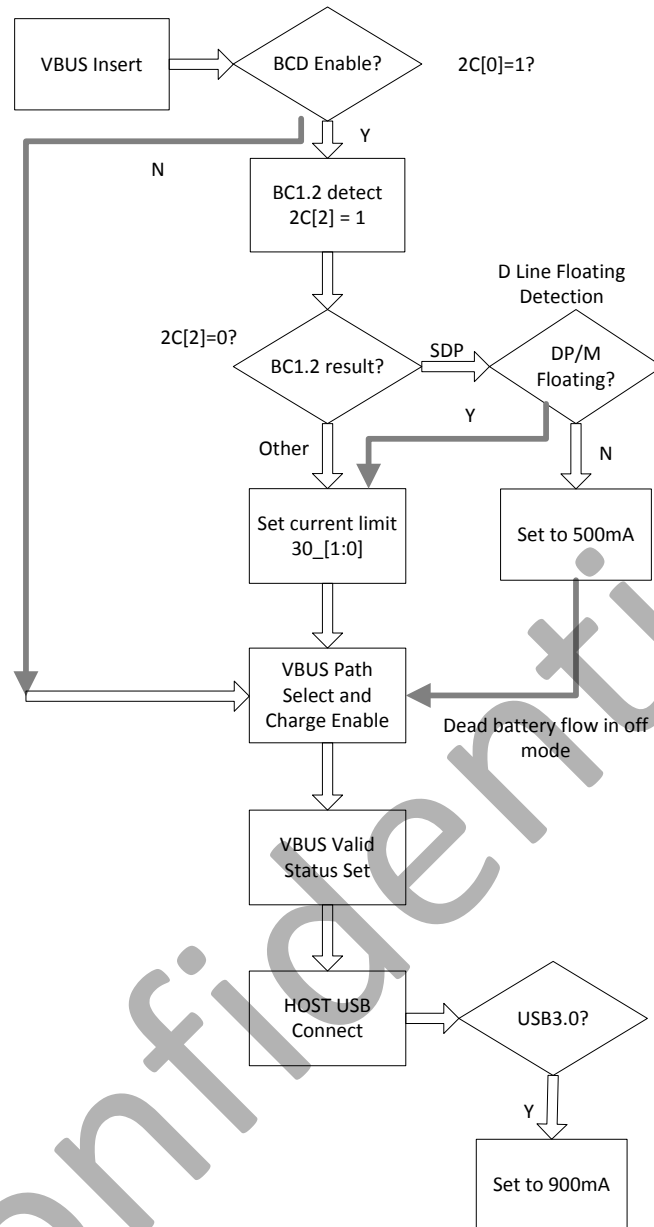 VBUS Insert
BCD Enable?
2C[0]=1?
Y
N
BC1.2 detect
2C[2] = 1
D Line Floating
Detection
2C[2]=0?
BC1.2 result?
SDP
DP/M
Floating?
Y
Other
N
Set current limit
30_[1:0]
Set to 500mA
VBUS Path
Select and
Charge Enable
Dead battery flow in off
mode
VBUS Valid
Status Set
HOST USB
Connect
USB3.0?
Y
Set to 900mA
onfidenti